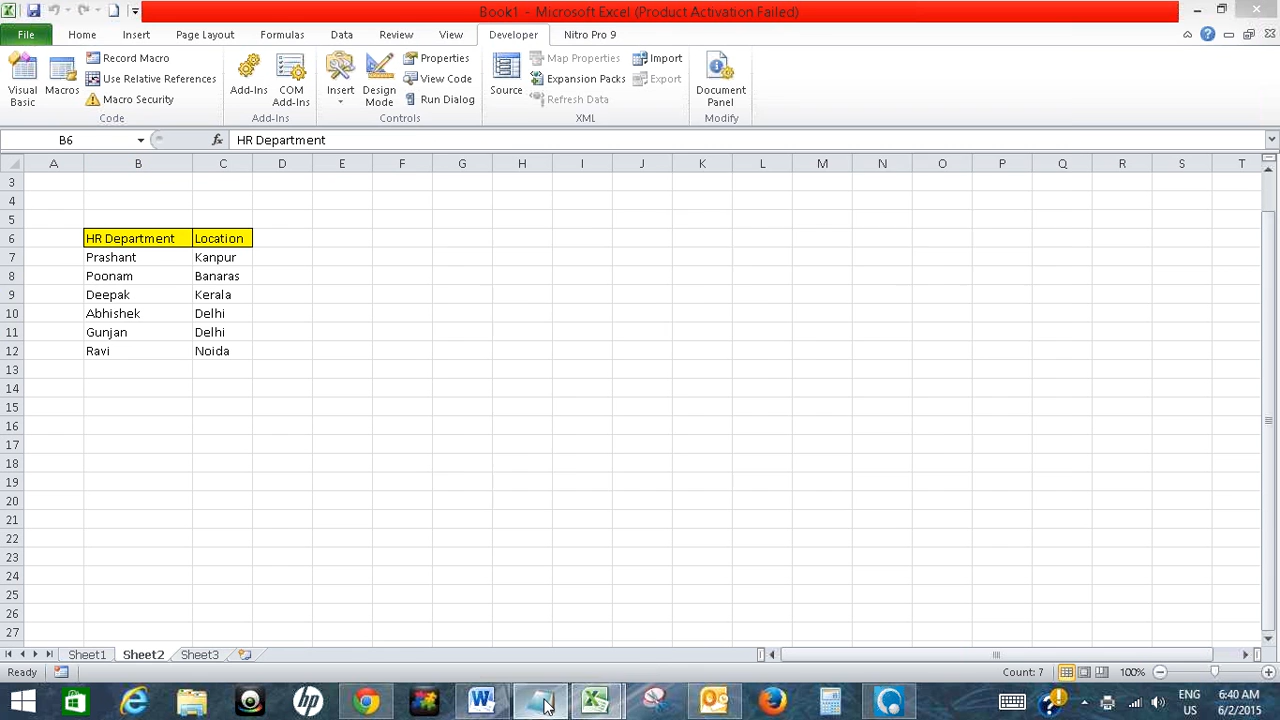 Book1 - Microsoft Excel (Product Activation Failed)
File Home Insert Page Layout Formulas Data Review View Developer Nitro Pro 9
Visual Basic
Macros
Record Macro
Use Relative References
Macro Security
Code
Add-Ins
COM Add-Ins
Add-Ins
Insert
Design Mode
Properties
View Code
Run Dialog
Controls
Source
Map Properties
Expansion Packs
Refresh Data
Import
Export
XML
Document Panel
Modify
B6 fx HR Department
A B C D E F G H I J K L M N O P Q R S T
3
4
5
6 HR Department Location
7 Prashant Kanpur
8 Poonam Banaras
9 Deepak Kerala
10 Abhishek Delhi
11 Gunjan Delhi
12 Ravi Noida
13
14
15
16
17
18
19
20
21
22
23
24
25
26
27
Sheet1 Sheet2 Sheet3
Ready Count: 7 100%
ENG 6:40 AM
US 6/2/2015